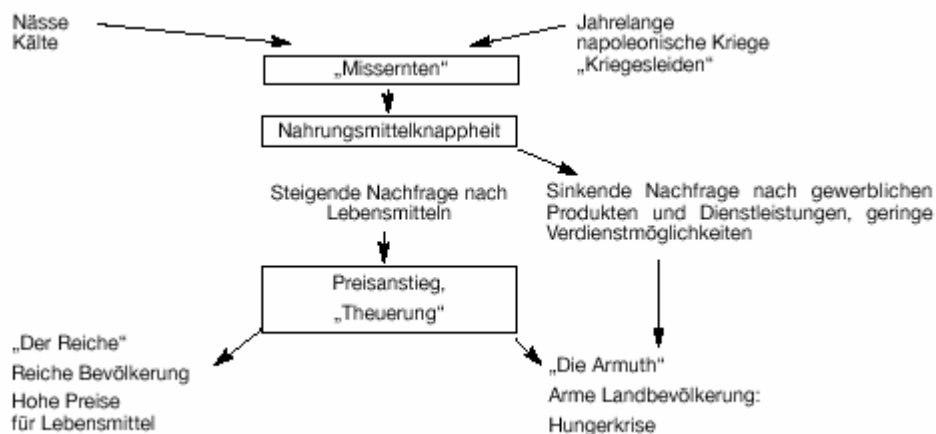 Nässe
Kälte
Jahrelange
napoleonische Kriege
„Kriegesleiden“
„Missernten“
Nahrungsmittelknappheit
Steigende Nachfrage nach
Lebensmitteln
Sinkende Nachfrage nach gewerblichen
Produkten und Dienstleistungen, geringe
Verdienstmöglichkeiten
Preisanstieg,
„Theuerung“
„Der Reiche“
Reiche Bevölkerung
Hohe Preise
für Lebensmittel
„Die Armuth“
Arme Landbevölkerung:
Hungerkrise